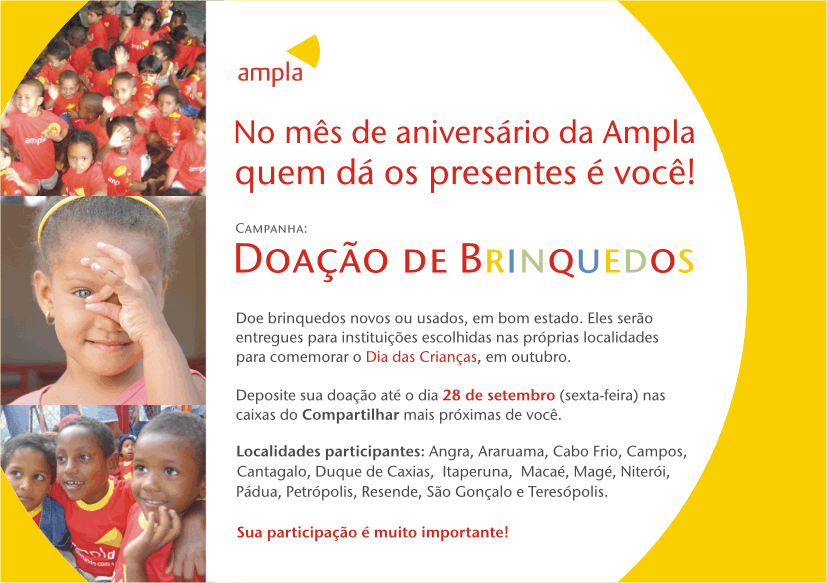 ampla
No mês de aniversário da Ampla
quem dá os presentes é você!
Campanha:
Doação de Brinquedos
Doe brinquedos novos ou usados, em bom estado. Eles serão
entregues para instituições escolhidas nas próprias localidades
para comemorar o Dia das Crianças, em outubro.
Deposite sua doação até o dia 28 de setembro (sexta-feira) nas
caixas do Compartilhar mais próximas de você.
Localidades participantes: Angra, Araruama, Cabo Frio, Campos,
Cantagalo, Duque de Caxias, Itaperuna, Macaé, Magé, Niterói,
Pádua, Petrópolis, Resende, São Gonçalo e Teresópolis.
Sua participação é muito importante!
ampla
ampla